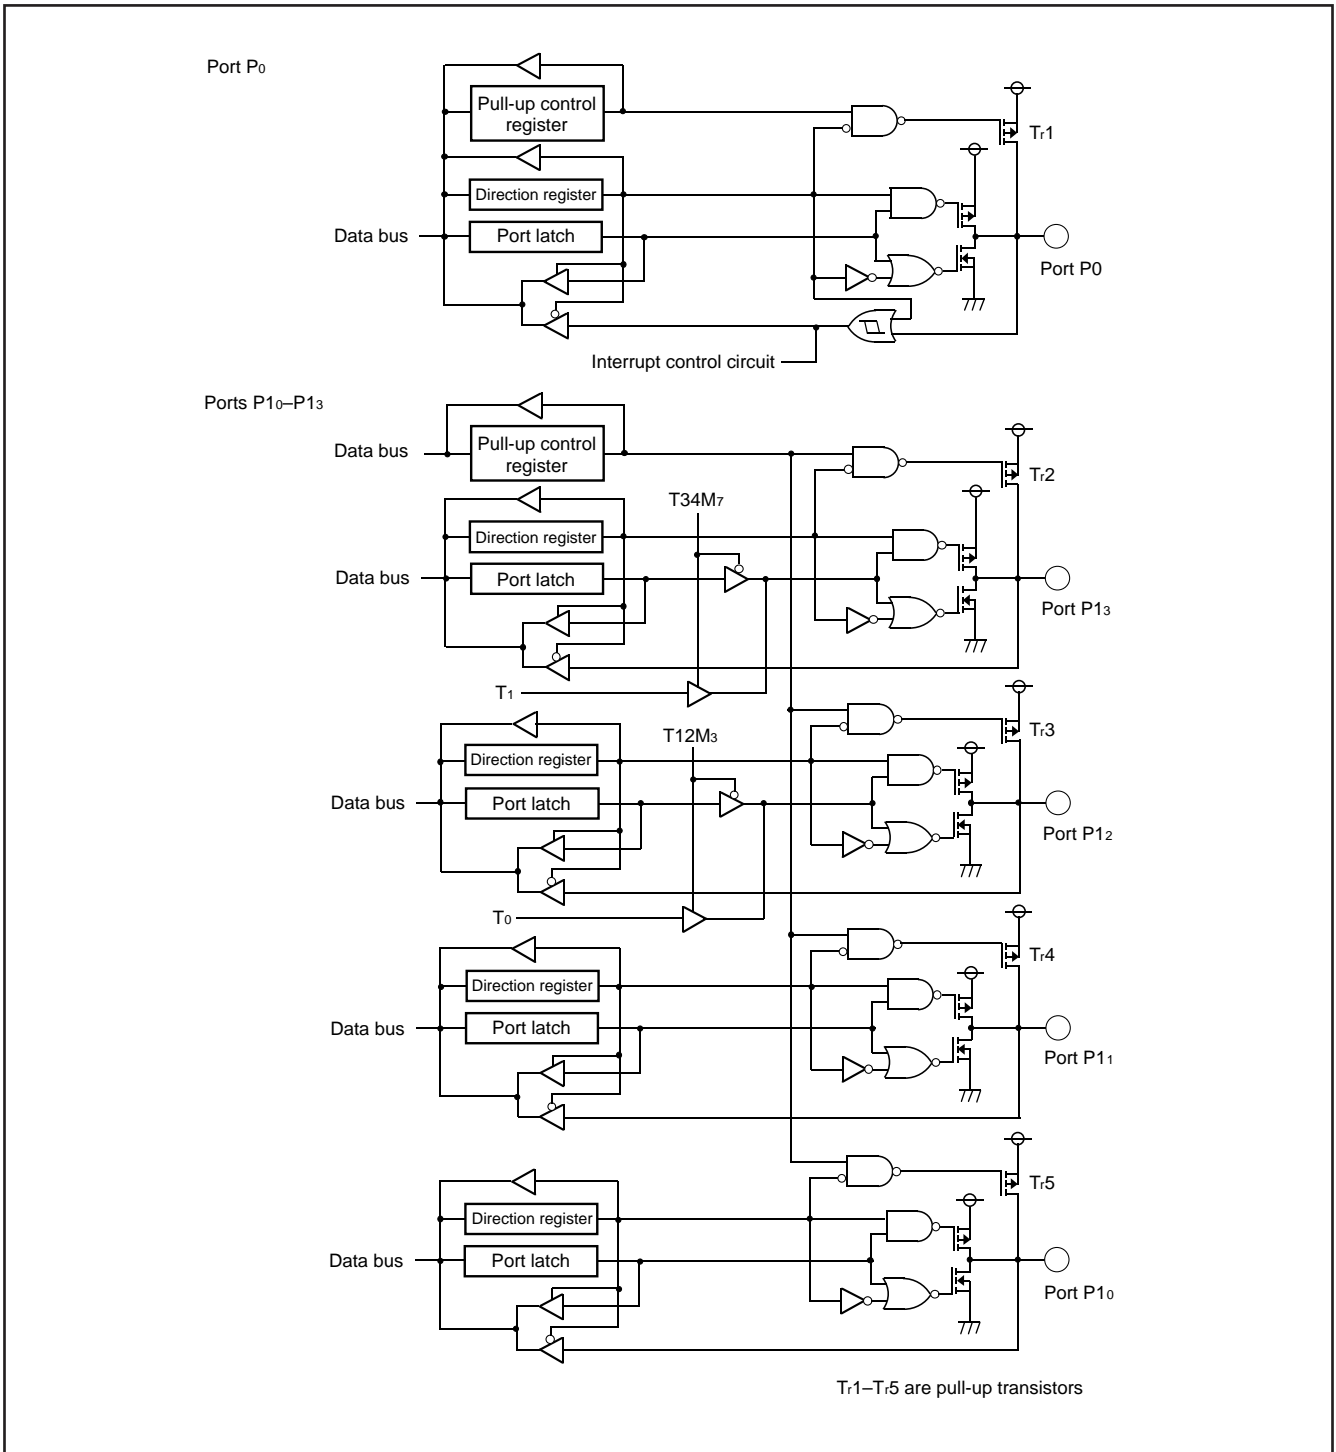 Port P0
Pull-up control
register
Tr1
Direction register
Data bus
Port latch
Port P0
Interrupt control circuit
Ports P10–P13
Data bus
Pull-up control
register
Tr2
T34M7
Direction register
Data bus
Port latch
Port P13
T1
Tr3
T12M3
Direction register
Data bus
Port latch
Port P12
T0
Tr4
Direction register
Data bus
Port latch
Port P11
Tr5
Direction register
Data bus
Port latch
Port P10
Tr1–Tr5 are pull-up transistors